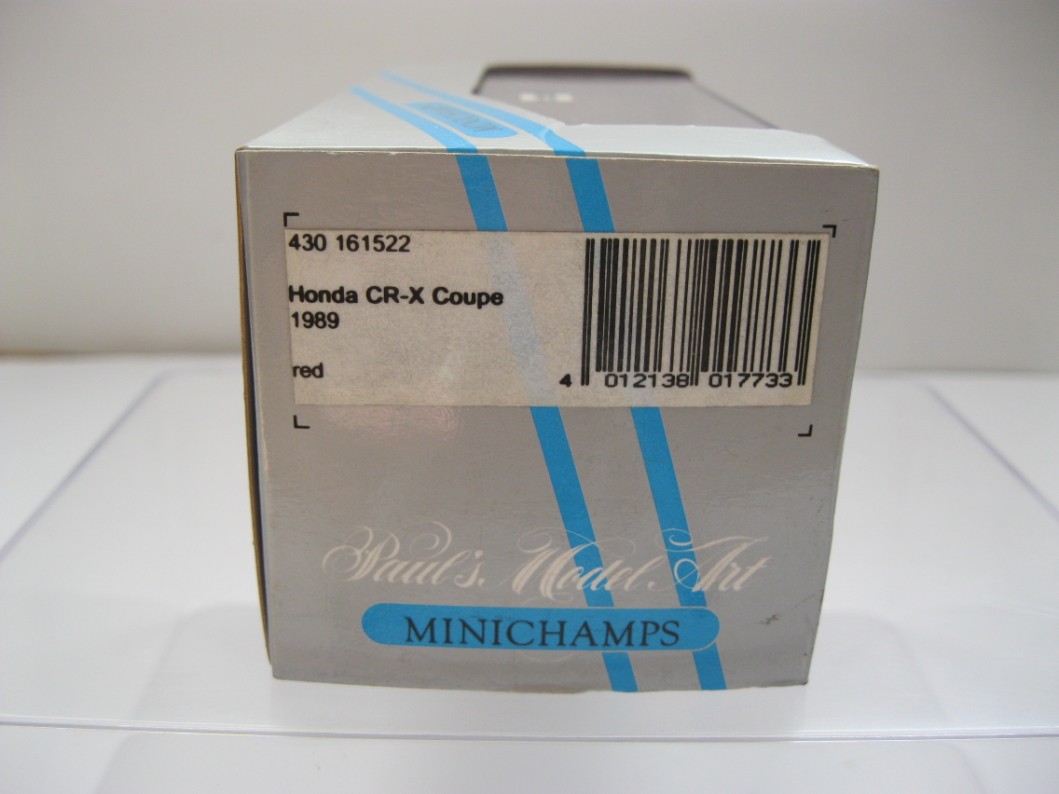 430 161522
Honda CR-X Coupe
1989
red
4 012138 017733
Paul's Model Art
MINICHAMPS